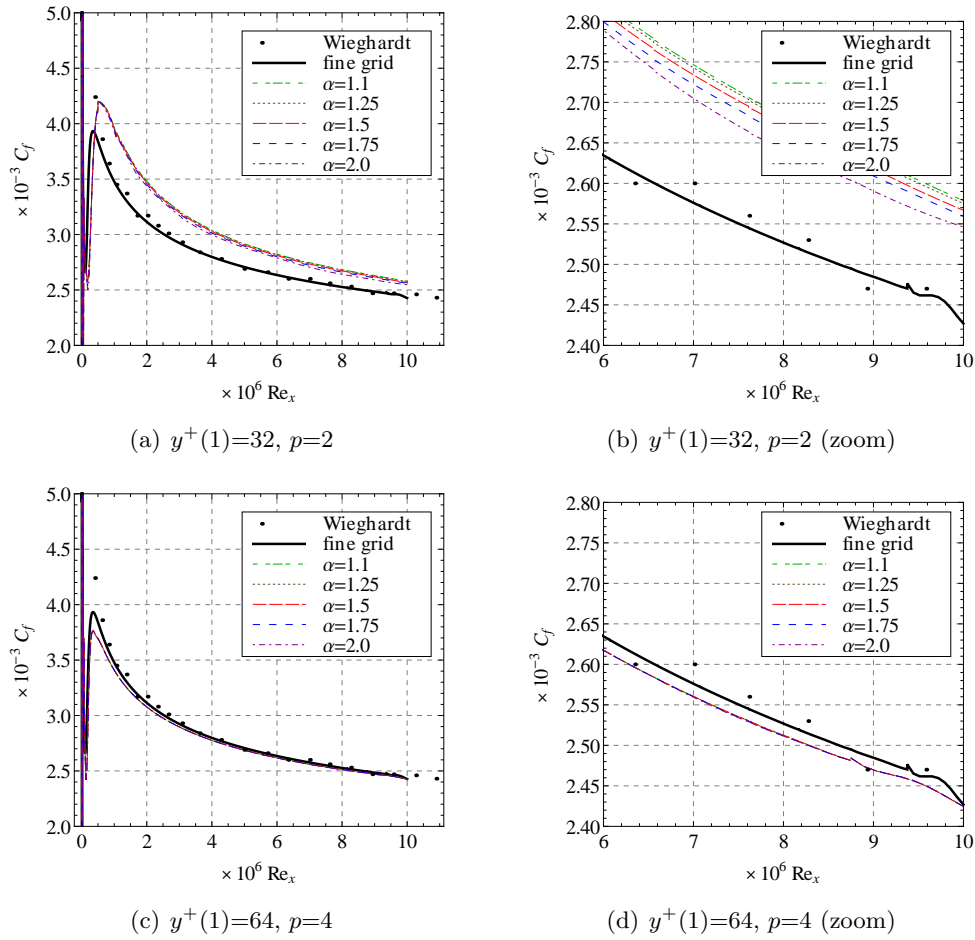 5.0
4.5
4.0
3.5
3.0
2.5
2.0
× 10⁻³ C_f
0 2 4 6 8 10
× 10⁶ Re_x
Wieghardt
fine grid
α=1.1
α=1.25
α=1.5
α=1.75
α=2.0
(a) y⁺(1)=32, p=2
2.80
2.75
2.70
2.65
2.60
2.55
2.50
2.45
2.40
× 10⁻³ C_f
6 7 8 9 10
× 10⁶ Re_x
Wieghardt
fine grid
α=1.1
α=1.25
α=1.5
α=1.75
α=2.0
(b) y⁺(1)=32, p=2 (zoom)
5.0
4.5
4.0
3.5
3.0
2.5
2.0
× 10⁻³ C_f
0 2 4 6 8 10
× 10⁶ Re_x
Wieghardt
fine grid
α=1.1
α=1.25
α=1.5
α=1.75
α=2.0
(c) y⁺(1)=64, p=4
2.80
2.75
2.70
2.65
2.60
2.55
2.50
2.45
2.40
× 10⁻³ C_f
6 7 8 9 10
× 10⁶ Re_x
Wieghardt
fine grid
α=1.1
α=1.25
α=1.5
α=1.75
α=2.0
(d) y⁺(1)=64, p=4 (zoom)